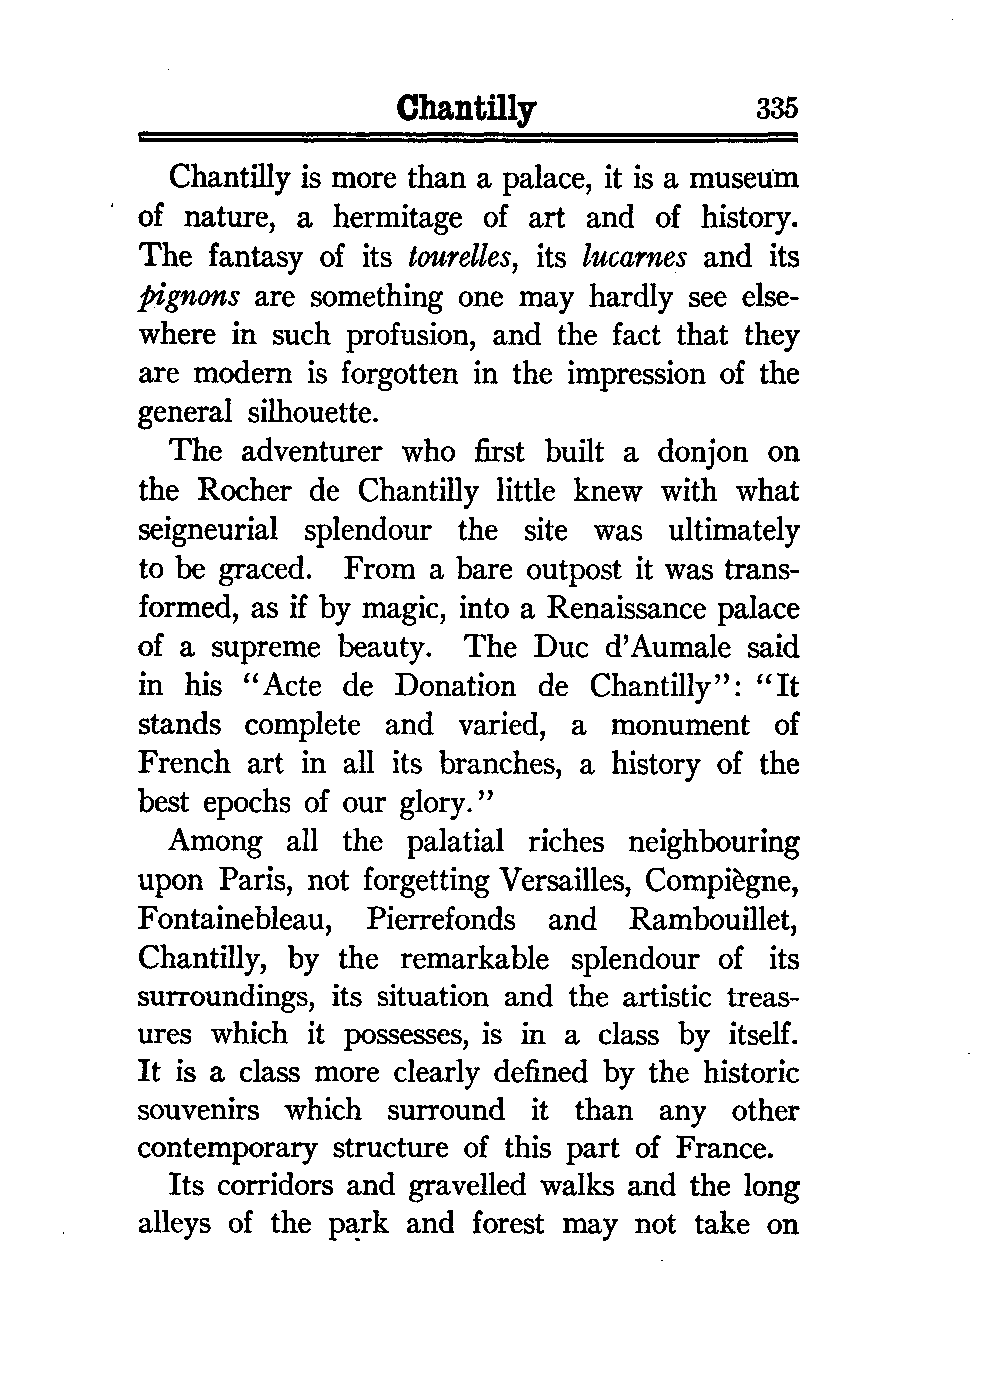 Chantilly 335
Chantilly is more than a palace, it is a museum
of nature, a hermitage of art and of history.
The fantasy of its tourelles, its lucarnes and its
pignons are something one may hardly see else-
where in such profusion, and the fact that they
are modern is forgotten in the impression of the
general silhouette.
The adventurer who first built a donjon on
the Rocher de Chantilly little knew with what
seigneurial splendour the site was ultimately
to be graced. From a bare outpost it was trans-
formed, as if by magic, into a Renaissance palace
of a supreme beauty. The Duc d'Aumale said
in his "Acte de Donation de Chantilly": "It
stands complete and varied, a monument of
French art in all its branches, a history of the
best epochs of our glory."
Among all the palatial riches neighbouring
upon Paris, not forgetting Versailles, Compiègne,
Fontainebleau, Pierrefonds and Rambouillet,
Chantilly, by the remarkable splendour of its
surroundings, its situation and the artistic treas-
ures which it possesses, is in a class by itself.
It is a class more clearly defined by the historic
souvenirs which surround it than any other
contemporary structure of this part of France.
Its corridors and gravelled walks and the long
alleys of the park and forest may not take on